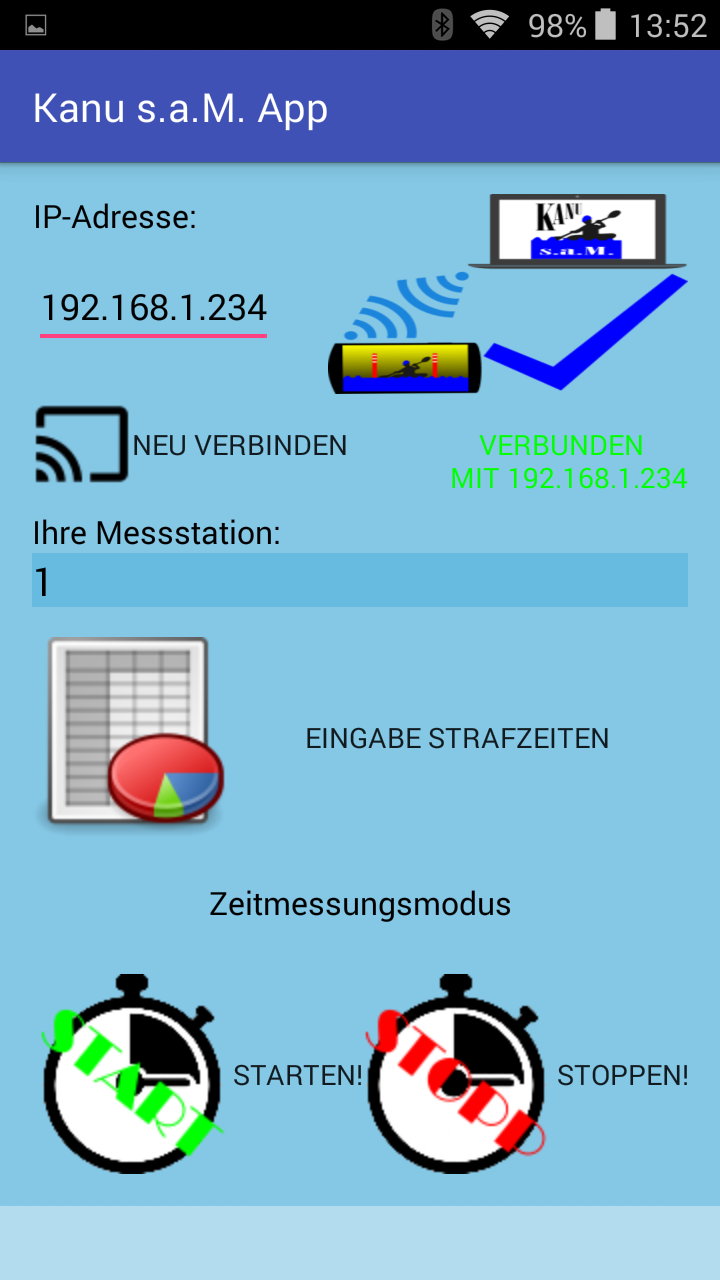 98% 13:52
Kanu s.a.M. App
IP-Adresse:
KANU
s.a.M.
192.168.1.234
NEU VERBINDEN
VERBUNDEN
MIT 192.168.1.234
Ihre Messstation:
1
EINGABE STRAFZEITEN
Zeitmessungsmodus
START
STARTEN!
STOPP
STOPPEN!